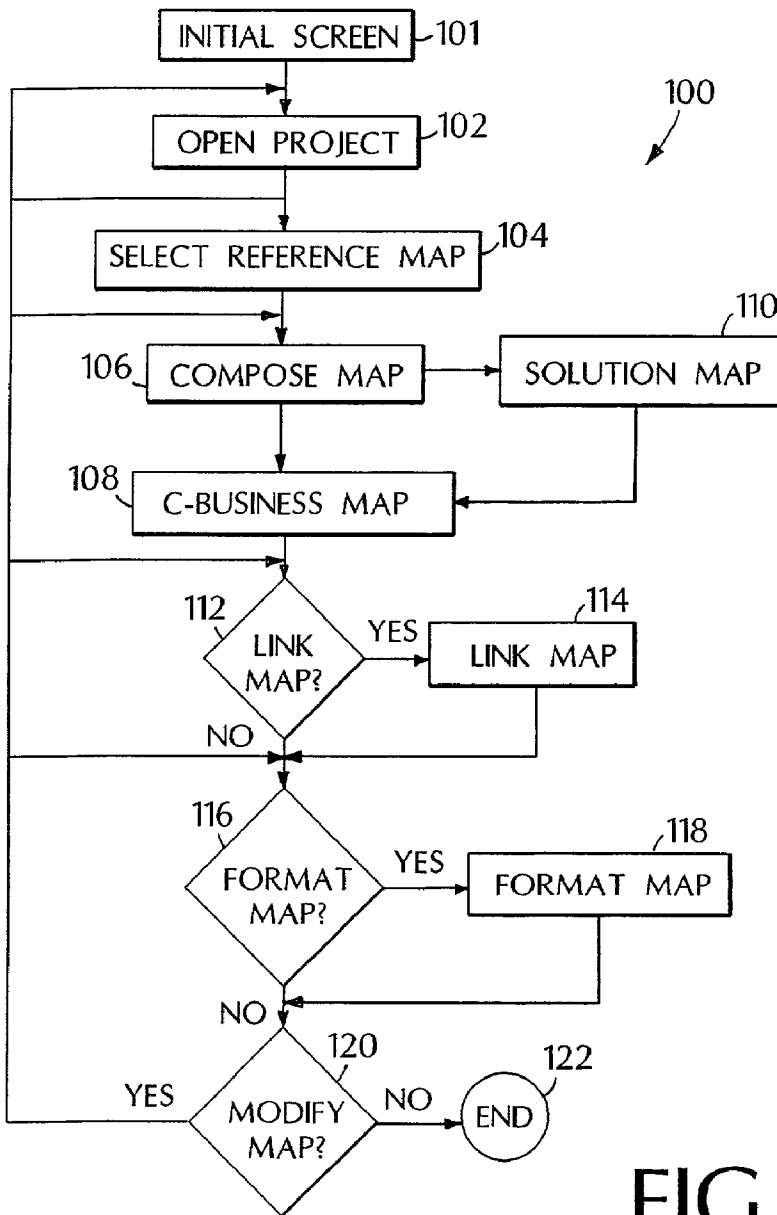 INITIAL SCREEN
101
100
OPEN PROJECT
102
SELECT REFERENCE MAP
104
110
106
COMPOSE MAP
SOLUTION MAP
108
C-BUSINESS MAP
112
LINK
MAP?
YES
114
LINK MAP
NO
116
FORMAT
MAP?
YES
118
FORMAT MAP
NO
120
YES
MODIFY
MAP?
NO
122
END
FIG